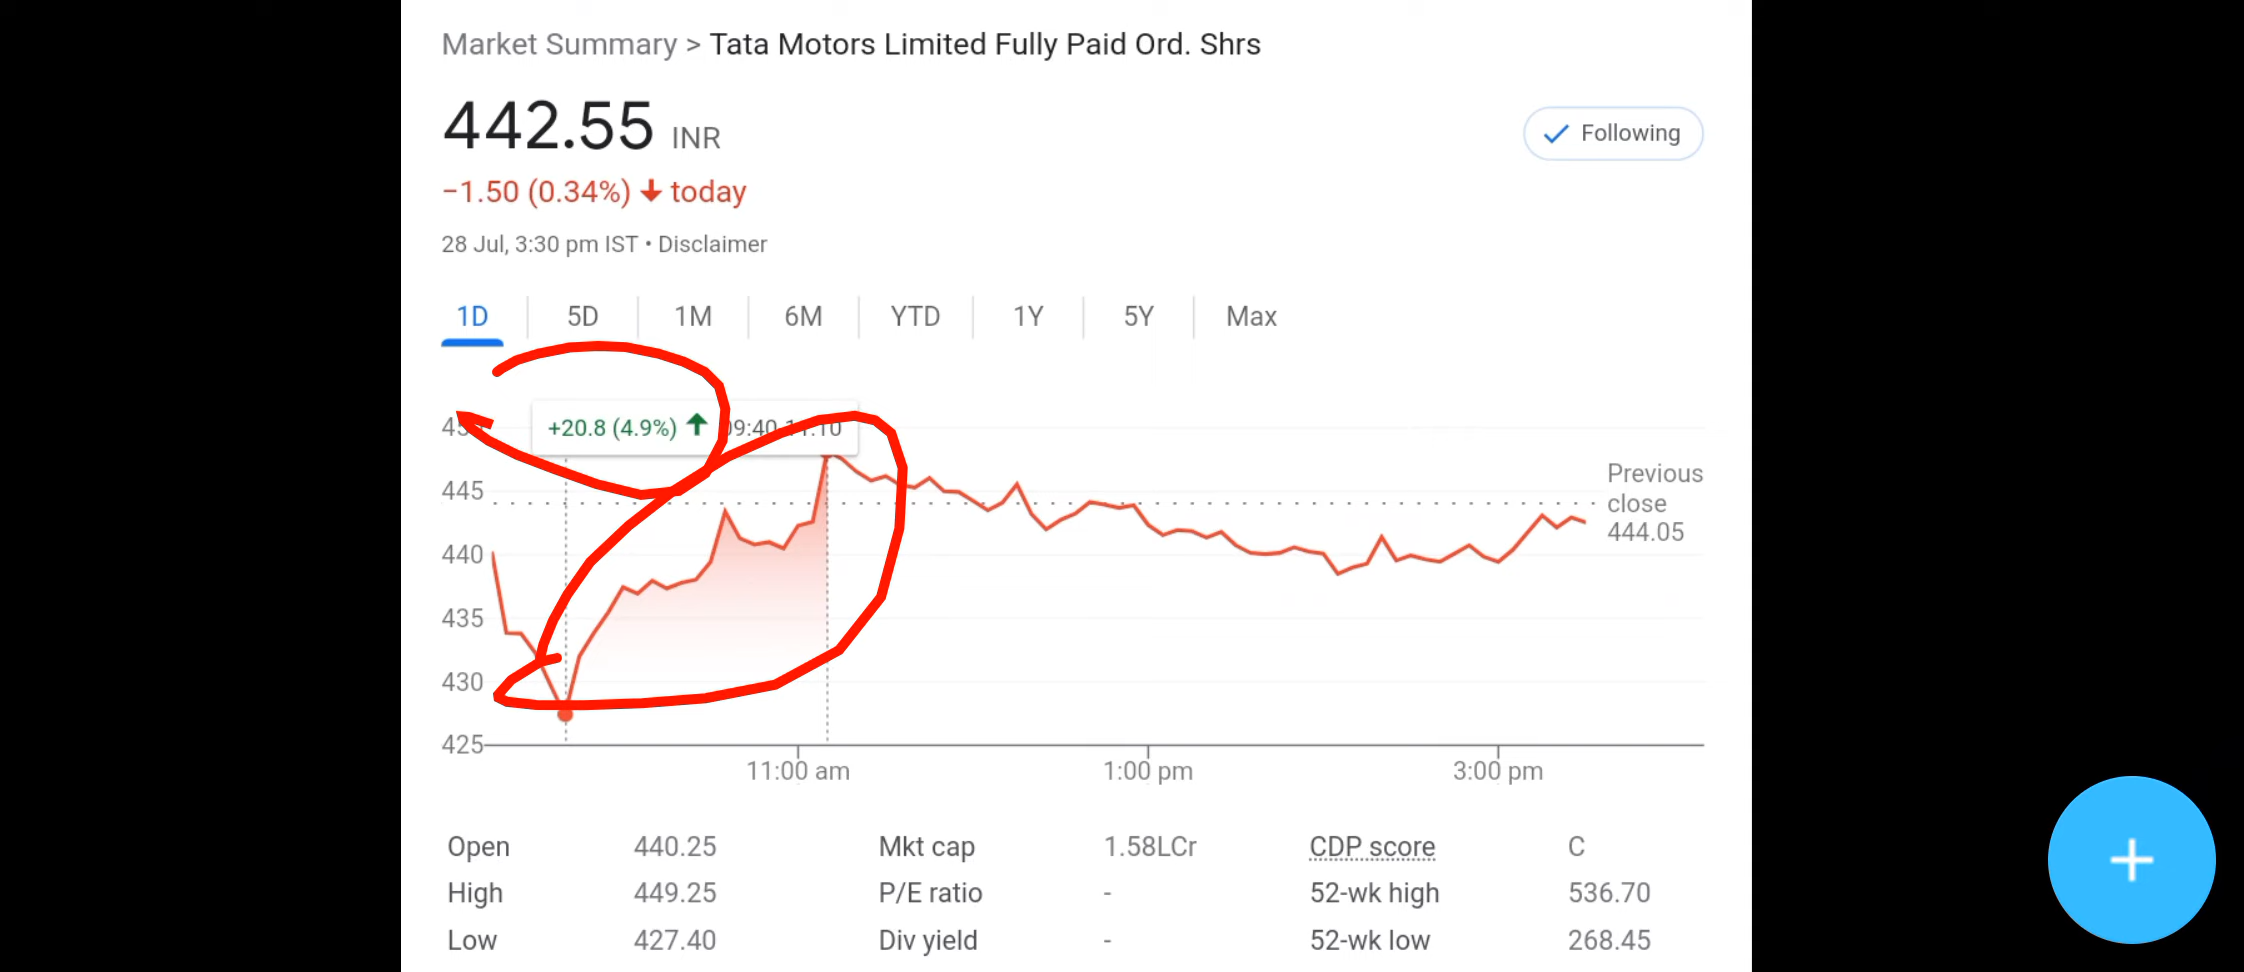 Market Summary > Tata Motors Limited Fully Paid Ord. Shrs
442.55 INR
Following
−1.50 (0.34%) ↓ today
28 Jul, 3:30 pm IST • Disclaimer
1D 5D 1M 6M YTD 1Y 5Y Max
+20.8 (4.9%) ↑ 09:40-11:10
445
440
435
430
425
Previous
close
444.05
11:00 am 1:00 pm 3:00 pm
Open 440.25 Mkt cap 1.58LCr CDP score C
High 449.25 P/E ratio - 52-wk high 536.70
Low 427.40 Div yield - 52-wk low 268.45